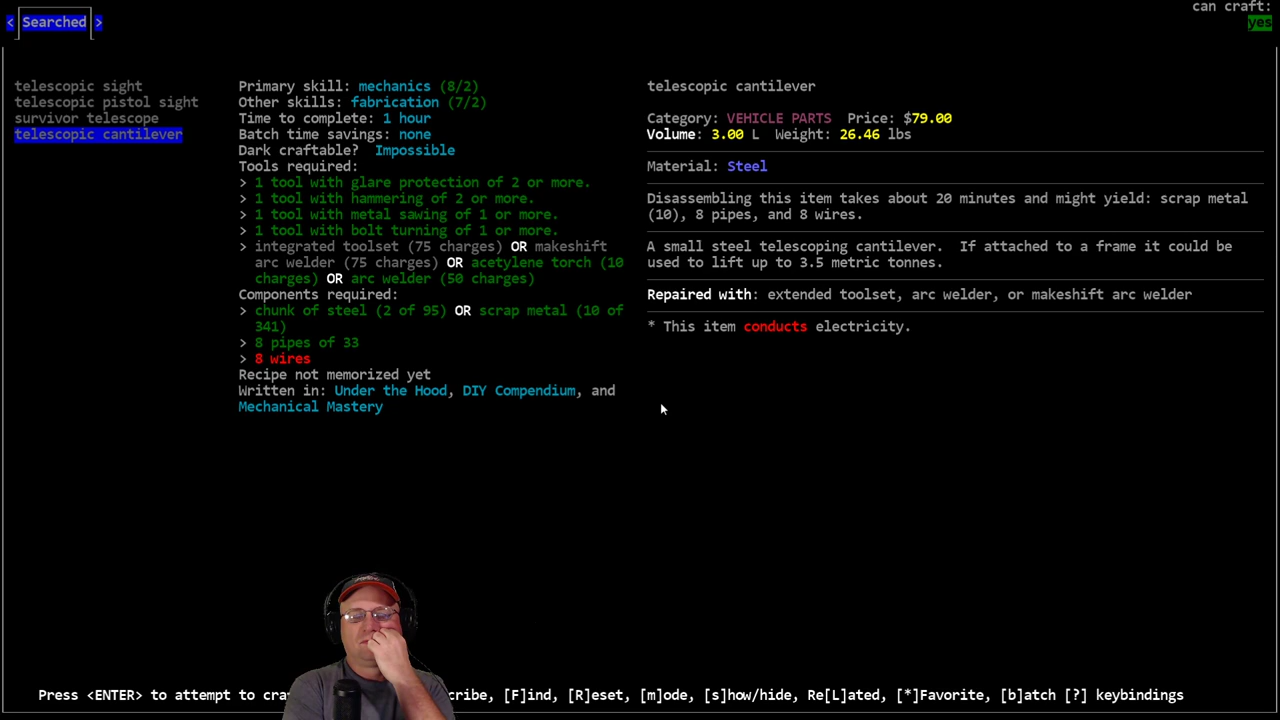 can craft:
< Searched >
yes
telescopic sight
telescopic pistol sight
survivor telescope
telescopic cantilever
Primary skill: mechanics (8/2)
Other skills: fabrication (7/2)
Time to complete: 1 hour
Batch time savings: none
Dark craftable?  Impossible
Tools required:
> 1 tool with glare protection of 2 or more.
> 1 tool with hammering of 2 or more.
> 1 tool with metal sawing of 1 or more.
> 1 tool with bolt turning of 1 or more.
> integrated toolset (75 charges) OR makeshift
arc welder (75 charges) OR acetylene torch (10
charges) OR arc welder (50 charges)
Components required:
> chunk of steel (2 of 95) OR scrap metal (10 of
341)
> 8 pipes of 33
> 8 wires
Recipe not memorized yet
Written in: Under the Hood, DIY Compendium, and
Mechanical Mastery
telescopic cantilever
Category: VEHICLE PARTS  Price: $79.00
Volume: 3.00 L  Weight: 26.46 lbs
Material: Steel
Disassembling this item takes about 20 minutes and might yield: scrap metal
(10), 8 pipes, and 8 wires.
A small steel telescoping cantilever.  If attached to a frame it could be
used to lift up to 3.5 metric tonnes.
Repaired with: extended toolset, arc welder, or makeshift arc welder
* This item conducts electricity.
Press <ENTER> to attempt to cra cribe, [F]ind, [R]eset, [m]ode, [s]how/hide, Re[L]ated, [*]Favorite, [b]atch [?] keybindings